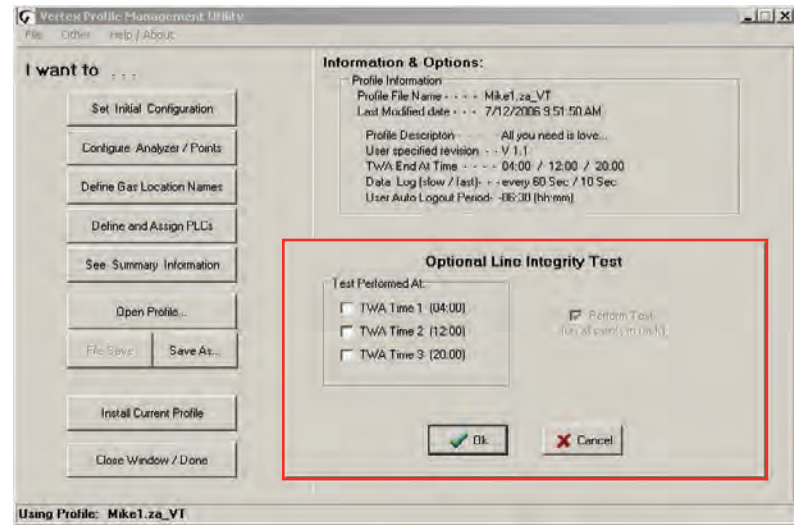 Vertex Profile Management Utility
File Other Help / About
I want to . . .
Set Initial Configuration
Configure Analyzer / Points
Define Gas Location Names
Define and Assign PLCs
See Summary Information
Open Profile...
File Save
Save As...
Install Current Profile
Close Window / Done
Information & Options:
Profile Information
Profile File Name - - - - Mike1.za_VT
Last Modified date - - - 7/12/2006 9:51:50 AM
Profile Descripton - - - - All you need is love...
User specified revision - - V 1.1
TWA End At Time - - - - 04:00 / 12:00 / 20:00
Data Log (slow / fast)- - - every 60 Sec / 10 Sec
User Auto Logout Period- -06:30 (hh:mm)
Optional Line Integrity Test
Test Performed At:
TWA Time 1 (04:00)
TWA Time 2 (12:00)
TWA Time 3 (20:00)
Perform Test
(on all points in rack)
Ok
Cancel
Using Profile: Mike1.za_VT